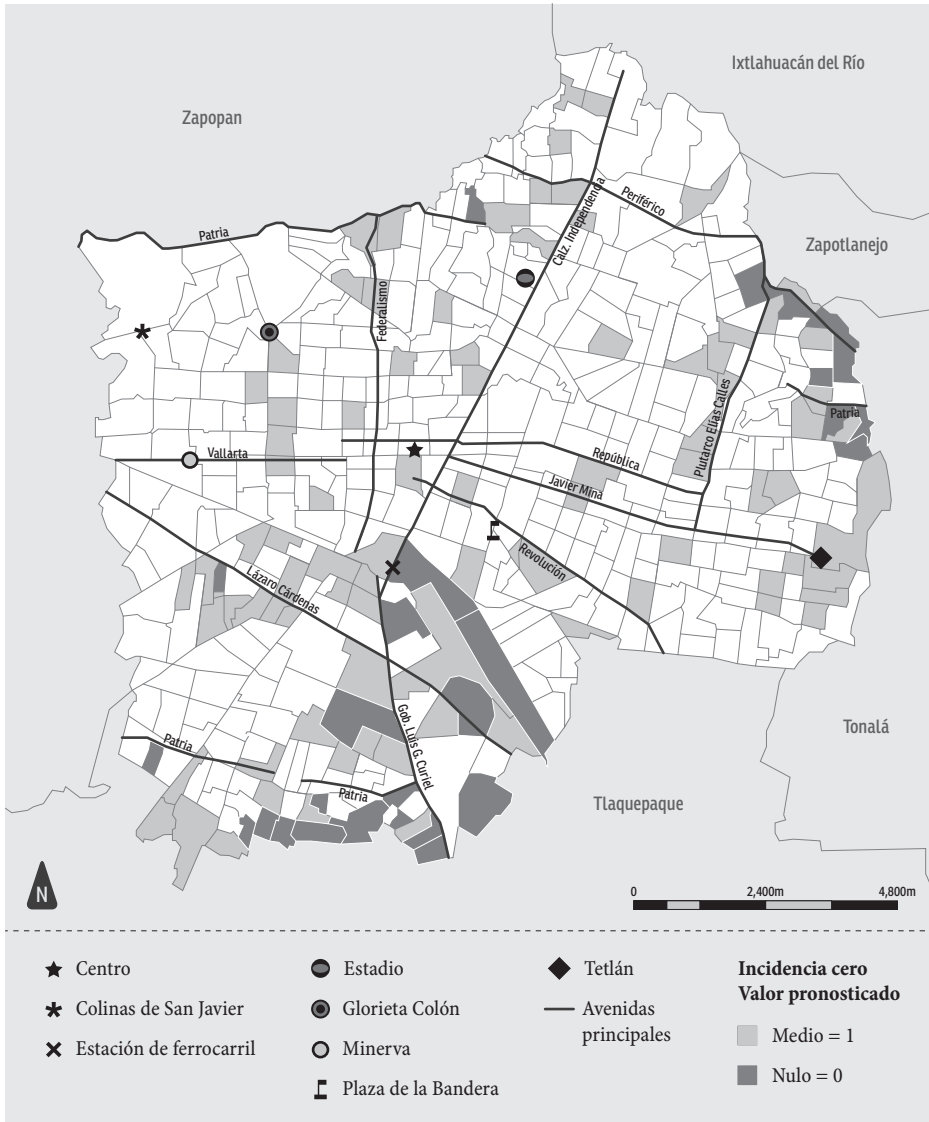 Ixtlahuacán del Río
Zapopan
Periférico
Calz. Independencia
Patria
Zapotlanejo
Federalismo
Plutarco Elías Calles
Patria
Vallarta
República
Javier Mina
Revolución
Lázaro Cárdenas
Gob. Luis G. Curiel
Tonalá
Patria
Patria
Tlaquepaque
N
0 2,400m 4,800m
Centro
Colinas de San Javier
Estación de ferrocarril
Estadio
Glorieta Colón
Minerva
Plaza de la Bandera
Tetlán
Avenidas
principales
Incidencia cero
Valor pronosticado
Medio = 1
Nulo = 0